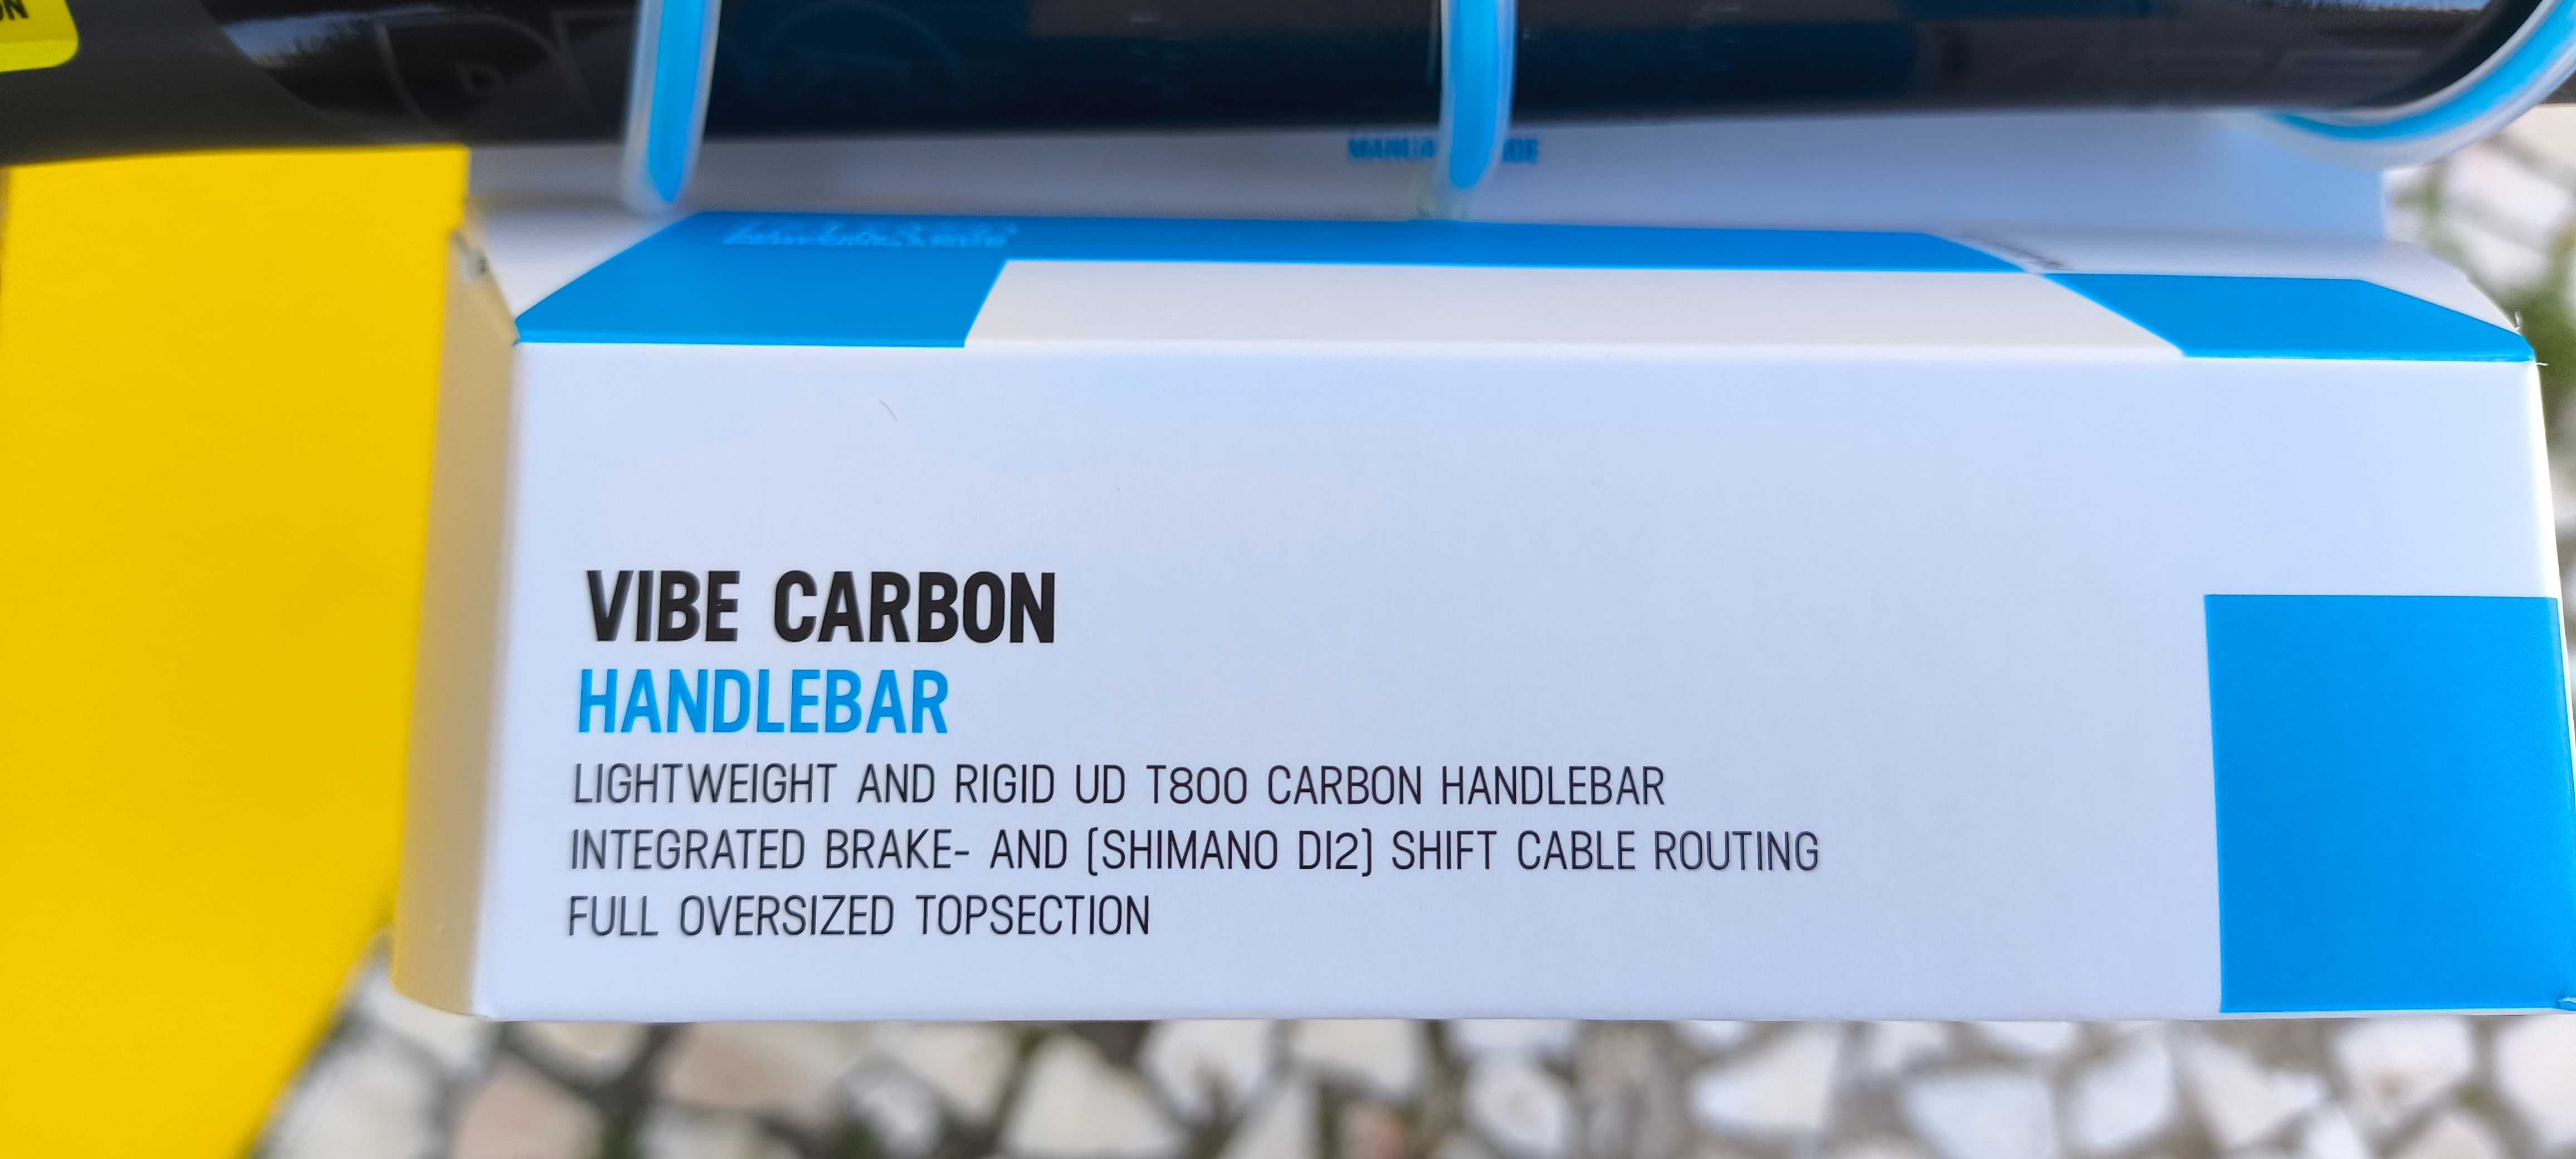 VIBE CARBON
HANDLEBAR
LIGHTWEIGHT AND RIGID UD T800 CARBON HANDLEBAR
INTEGRATED BRAKE- AND (SHIMANO DI2) SHIFT CABLE ROUTING
FULL OVERSIZED TOPSECTION